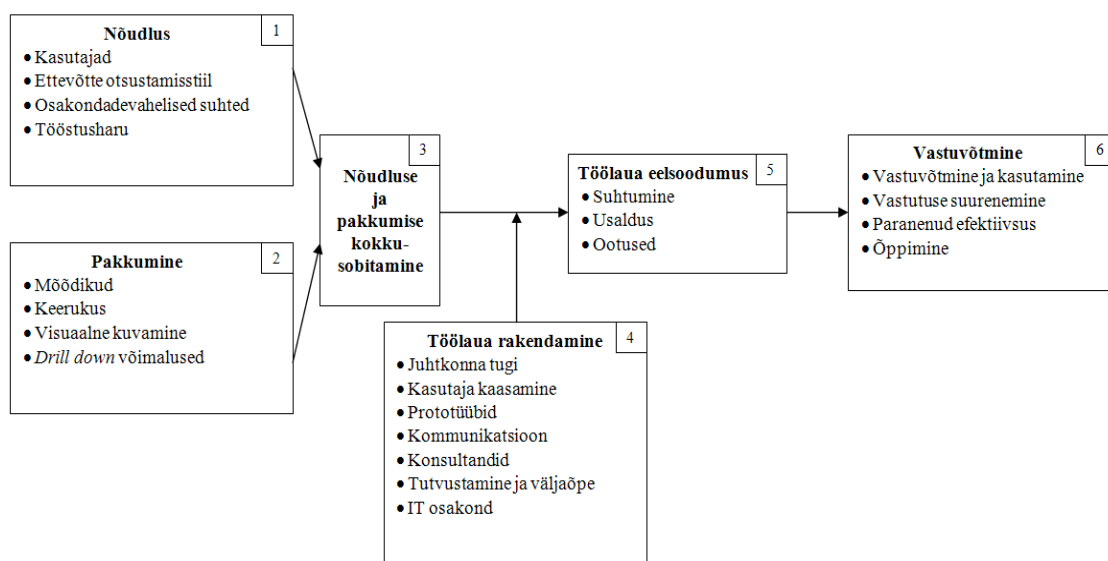 Nõudlus
1
• Kasutajad
• Ettevõtte otsustamisstiil
• Osakondadevahelised suhted
• Tööstusharu
Pakkumine
2
• Mõõdikud
• Keerukus
• Visuaalne kuvamine
• Drill down võimalused
3
Nõudluse
ja
pakkumise
kokku-
sobitamine
Töölaua rakendamine
4
• Juhtkonna tugi
• Kasutaja kaasamine
• Prototüübid
• Kommunikatsioon
• Konsultandid
• Tutvustamine ja väljaõpe
• IT osakond
Töölaua eelsoodumus
5
• Suhtumine
• Usaldus
• Ootused
Vastuvõtmine
6
• Vastuvõtmine ja kasutamine
• Vastutuse suurenemine
• Paranenud efektiivsus
• Õppimine